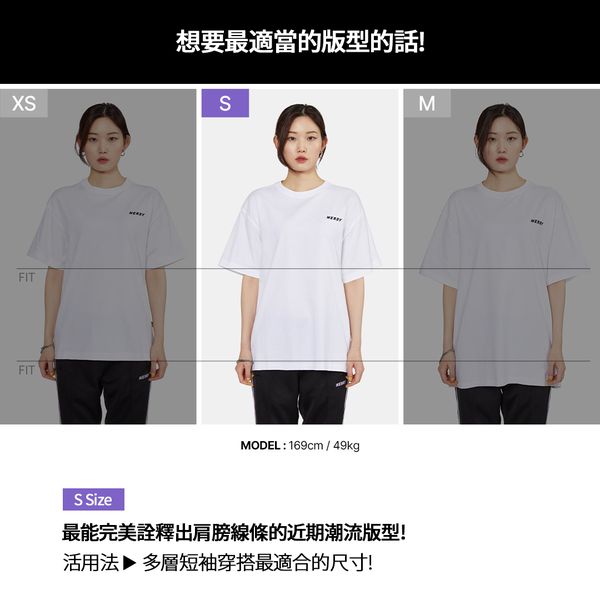 想要最適當的版型的話!
XS
S
M
NERDY
NERDY
NERDY
FIT
FIT
NERDY
NERDY
MODEL : 169cm / 49kg
S Size
最能完美詮釋出肩膀線條的近期潮流版型!
活用法 ▶ 多層短袖穿搭最適合的尺寸!